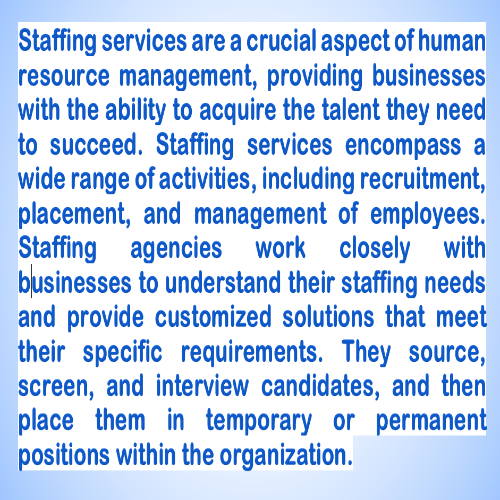 Staffing services are a crucial aspect of human
resource management, providing businesses
with the ability to acquire the talent they need
to succeed. Staffing services encompass a
wide range of activities, including recruitment,
placement, and management of employees.
Staffing agencies work closely with
businesses to understand their staffing needs
and provide customized solutions that meet
their specific requirements. They source,
screen, and interview candidates, and then
place them in temporary or permanent
positions within the organization.